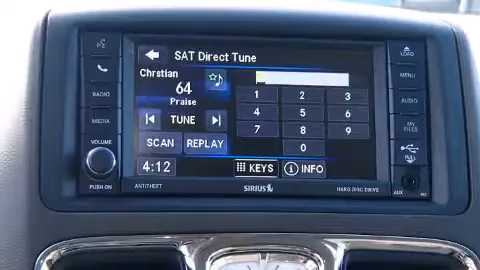 SAT Direct Tune
Chrstian
64
Praise
TUNE
SCAN
REPLAY
4:12
1 2 3
4 5 6
7 8 9
0
KEYS
INFO
RADIO
MEDIA
VOLUME
PUSH-ON
ANTITHEFT
SIRIUS
HARD DISC DRIVE
LOAD
MENU
AUDIO
MY
FILES
PULL
AUX